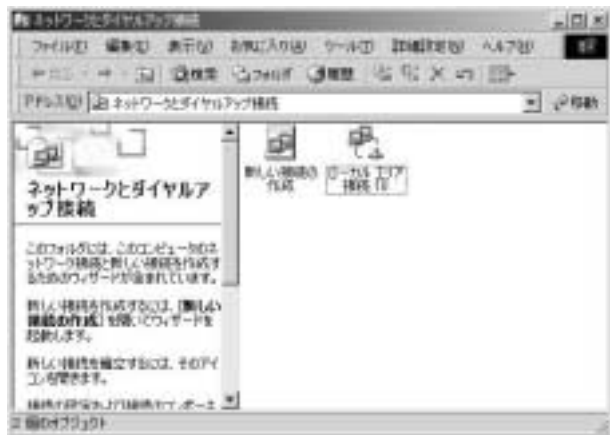 ネットワークとダイヤルアップ接続
ファイル(F) 編集(E) 表示(V) お気に入り(A) ツール(T) 詳細設定(N) ヘルプ(H)
検索 フォルダ 履歴
アドレス(D) ネットワークとダイヤルアップ接続 移動
ネットワークとダイヤルア
ップ接続
このフォルダには、このコンピュータのネ
ットワーク接続と新しい接続を作成す
るためのウィザードが含まれています。
新しい接続を作成するには、[新しい
接続の作成] を開いてウィザードを
起動します。
新しい接続を確立するには、そのアイ
コンを開きます。
新しい接続の
作成
ローカル エリア
接続
2 個のオブジェクト